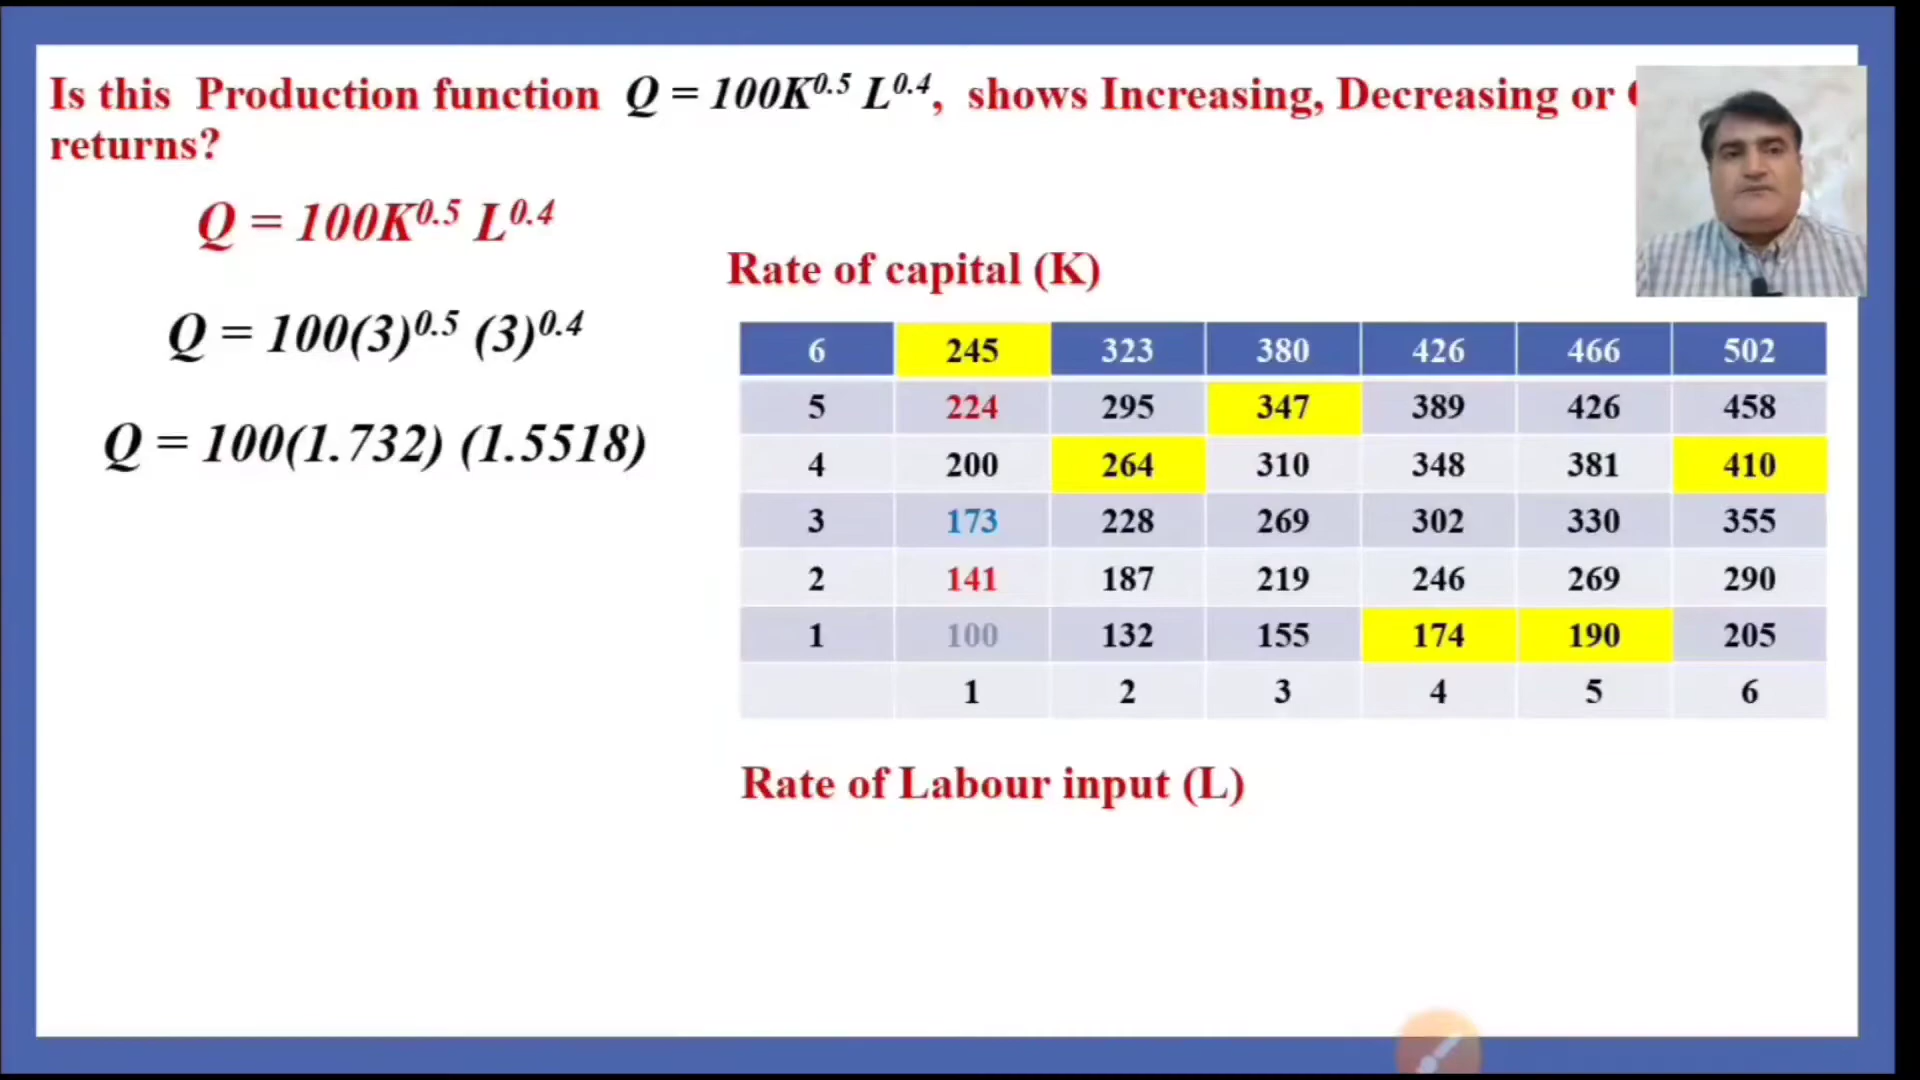 Is this Production function Q = 100K^0.5 L^0.4, shows Increasing, Decreasing or
returns?
Q = 100K^0.5 L^0.4
Q = 100(3)^0.5 (3)^0.4
Q = 100(1.732) (1.5518)
Rate of capital (K)
6 245 323 380 426 466 502
5 224 295 347 389 426 458
4 200 264 310 348 381 410
3 173 228 269 302 330 355
2 141 187 219 246 269 290
1 100 132 155 174 190 205
1 2 3 4 5 6
Rate of Labour input (L)